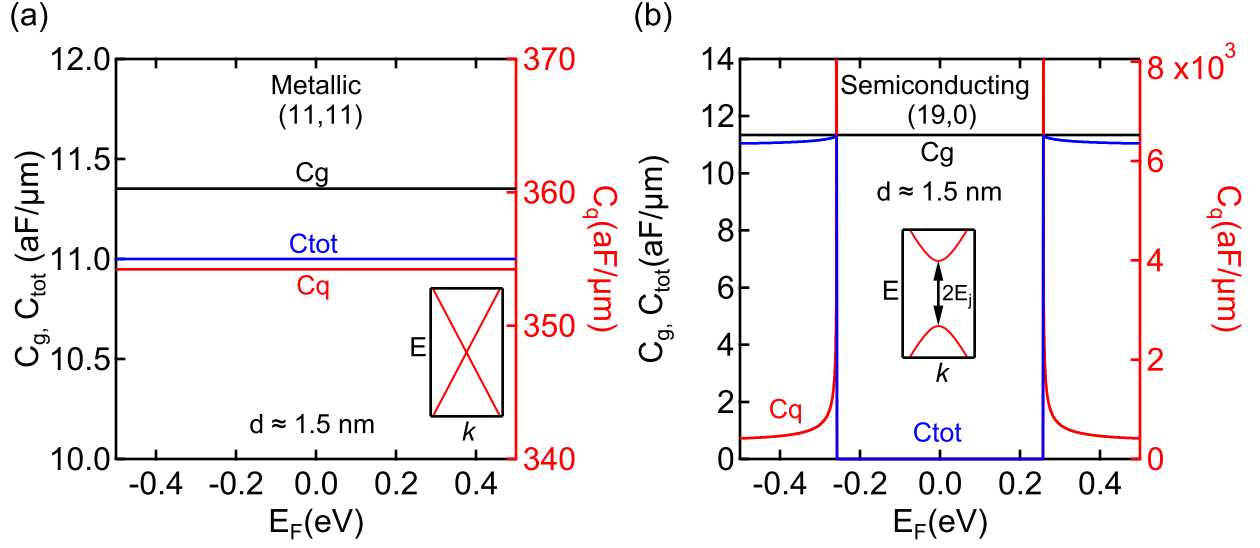 (a)
12.0
11.5
11.0
10.5
10.0
C_g, C_tot (aF/μm)
Metallic
(11,11)
Cg
Ctot
Cq
E
k
d ≈ 1.5 nm
370
360
350
340
C_q(aF/μm)
-0.4 -0.2 0.0 0.2 0.4
E_F(eV)
(b)
14
12
10
8
6
4
2
0
C_g, C_tot(aF/μm)
Semiconducting
(19,0)
Cg
d ≈ 1.5 nm
E
2E_j
k
Cq
Ctot
8 x10³
6
4
2
0
C_q(aF/μm)
-0.4 -0.2 0.0 0.2 0.4
E_F(eV)